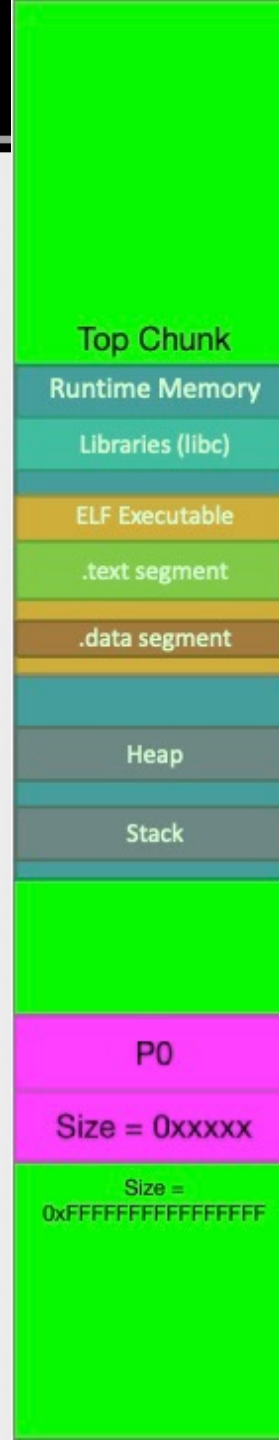 Top Chunk
Runtime Memory
Libraries (libc)
ELF Executable
.text segment
.data segment
Heap
Stack
P0
Size = 0xxxxx
Size =
0xFFFFFFFFFFFFFFFF